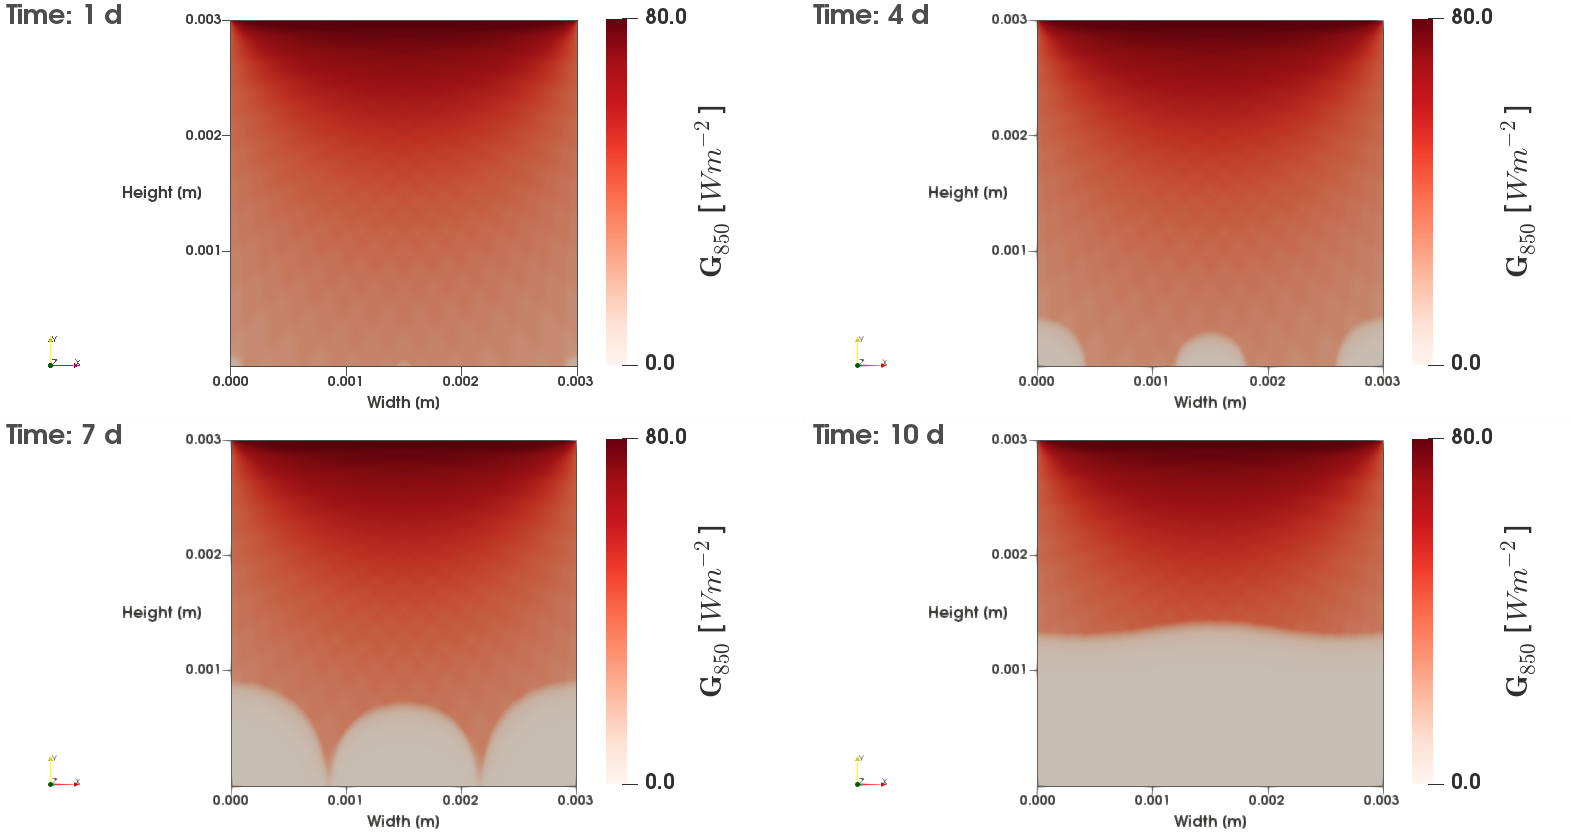 Time: 1 d
0.003
0.002
Height (m)
0.001
0.000
0.001
0.002
0.003
Width (m)
80.0
G850 [Wm−2]
0.0
Y
Z
X
Time: 4 d
0.003
0.002
Height (m)
0.001
0.000
0.001
0.002
0.003
Width (m)
80.0
G850 [Wm−2]
0.0
Y
Z
X
Time: 7 d
0.003
0.002
Height (m)
0.001
0.000
0.001
0.002
0.003
Width (m)
80.0
G850 [Wm−2]
0.0
Y
Z
X
Time: 10 d
0.003
0.002
Height (m)
0.001
0.000
0.001
0.002
0.003
Width (m)
80.0
G850 [Wm−2]
0.0
Y
Z
X